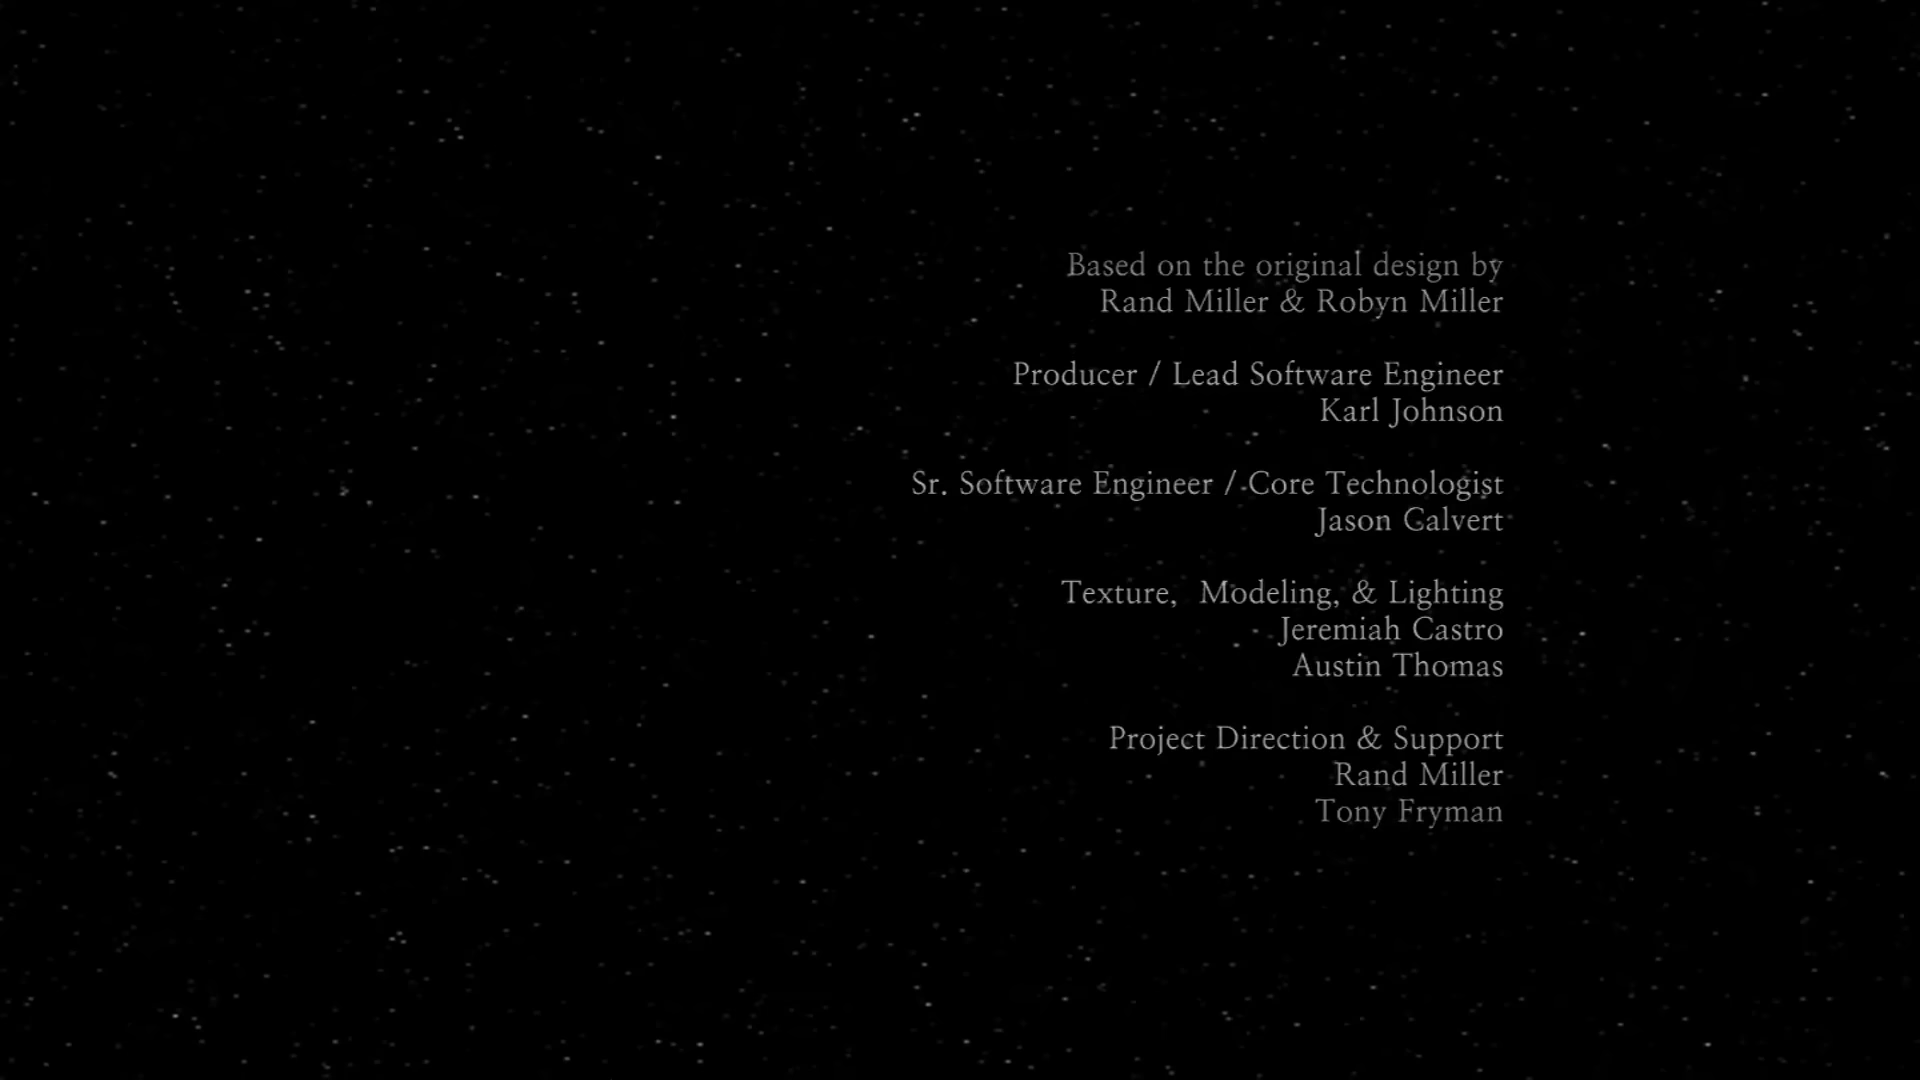 Based on the original design by
Rand Miller & Robyn Miller
Producer / Lead Software Engineer
Karl Johnson
Sr. Software Engineer / Core Technologist
Jason Calvert
Texture,  Modeling, & Lighting
Jeremiah Castro
Austin Thomas
Project Direction & Support
Rand Miller
Tony Fryman